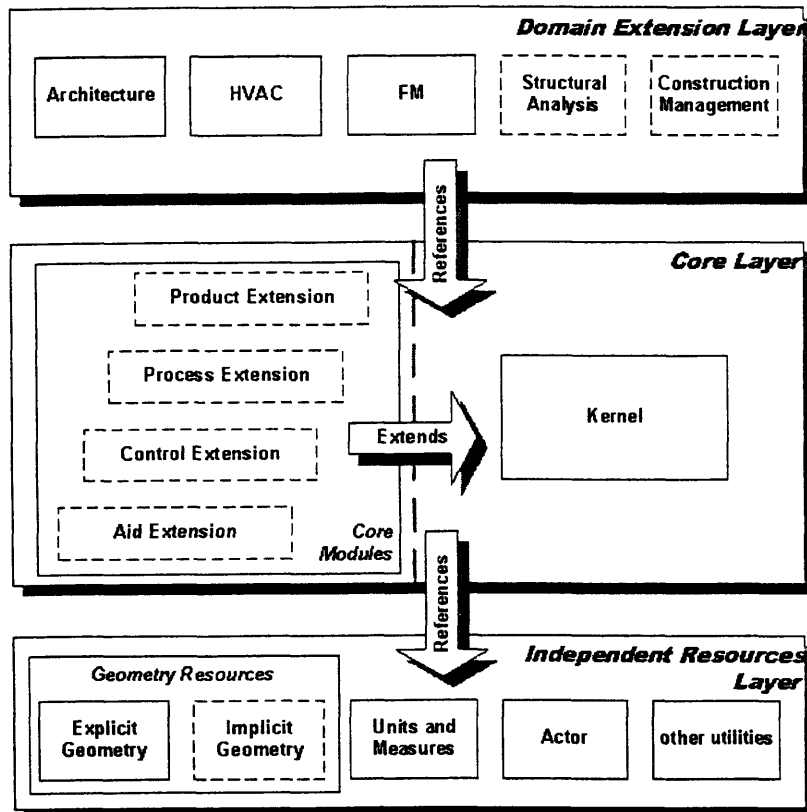 Domain Extension Layer
Architecture
HVAC
FM
Structural
Analysis
Construction
Management
References
Core Layer
Product Extension
Process Extension
Control Extension
Aid Extension
Core
Modules
Extends
Kernel
References
Independent Resources
Layer
Geometry Resources
Explicit
Geometry
Implicit
Geometry
Units and
Measures
Actor
other utilities